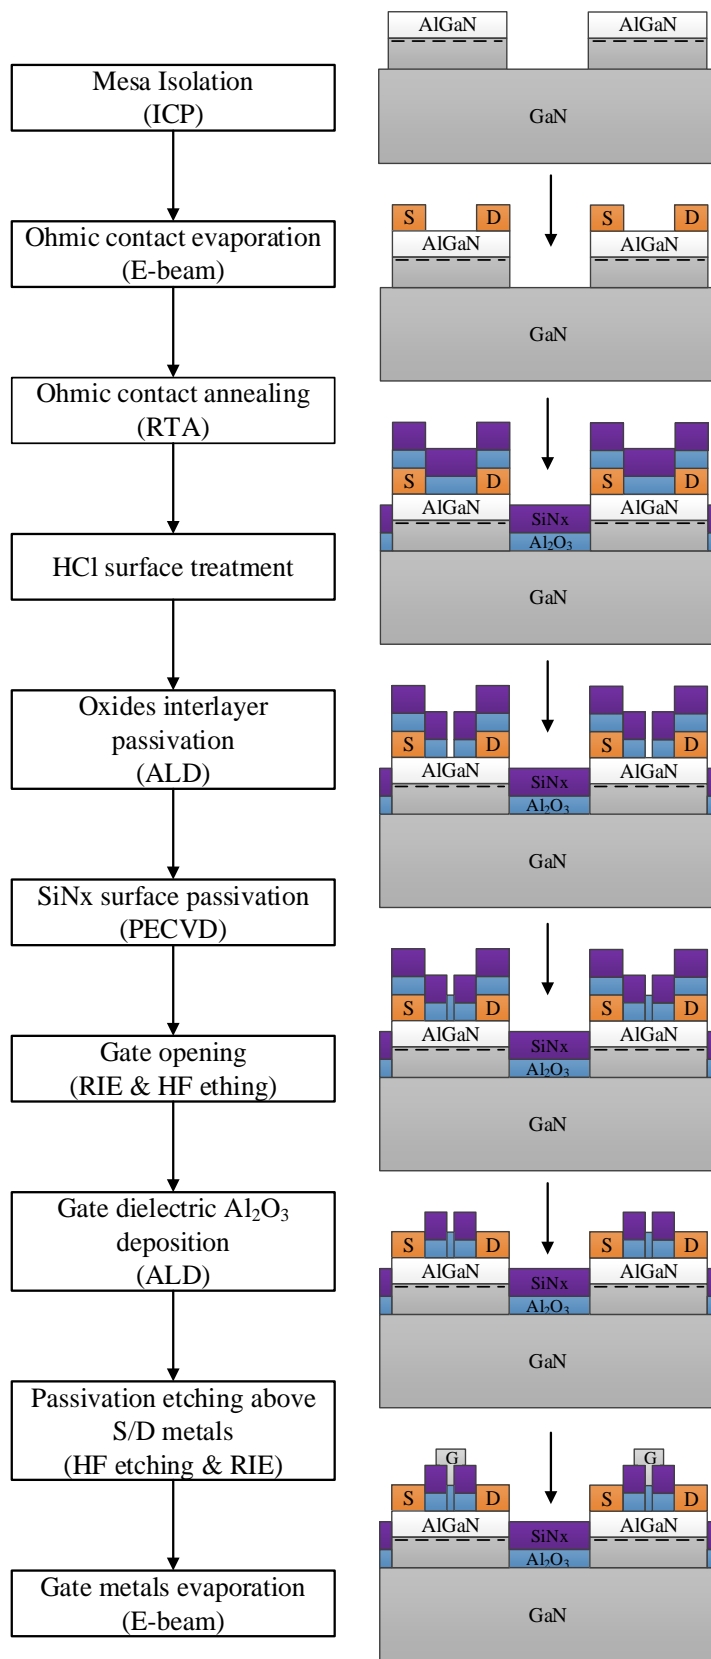 Mesa Isolation
(ICP)
Ohmic contact evaporation
(E-beam)
Ohmic contact annealing
(RTA)
HCl surface treatment
Oxides interlayer
passivation
(ALD)
SiNx surface passivation
(PECVD)
Gate opening
(RIE & HF ething)
Gate dielectric Al₂O₃
deposition
(ALD)
Passivation etching above
S/D metals
(HF etching & RIE)
Gate metals evaporation
(E-beam)
AlGaN AlGaN
GaN
S D S D
AlGaN AlGaN
GaN
S D S D
AlGaN SiNx AlGaN
Al₂O₃
GaN
S D S D
AlGaN SiNx AlGaN
Al₂O₃
GaN
S D S D
AlGaN SiNx AlGaN
Al₂O₃
GaN
S D S D
AlGaN SiNx AlGaN
Al₂O₃
GaN
G G
S D S D
AlGaN SiNx AlGaN
Al₂O₃
GaN